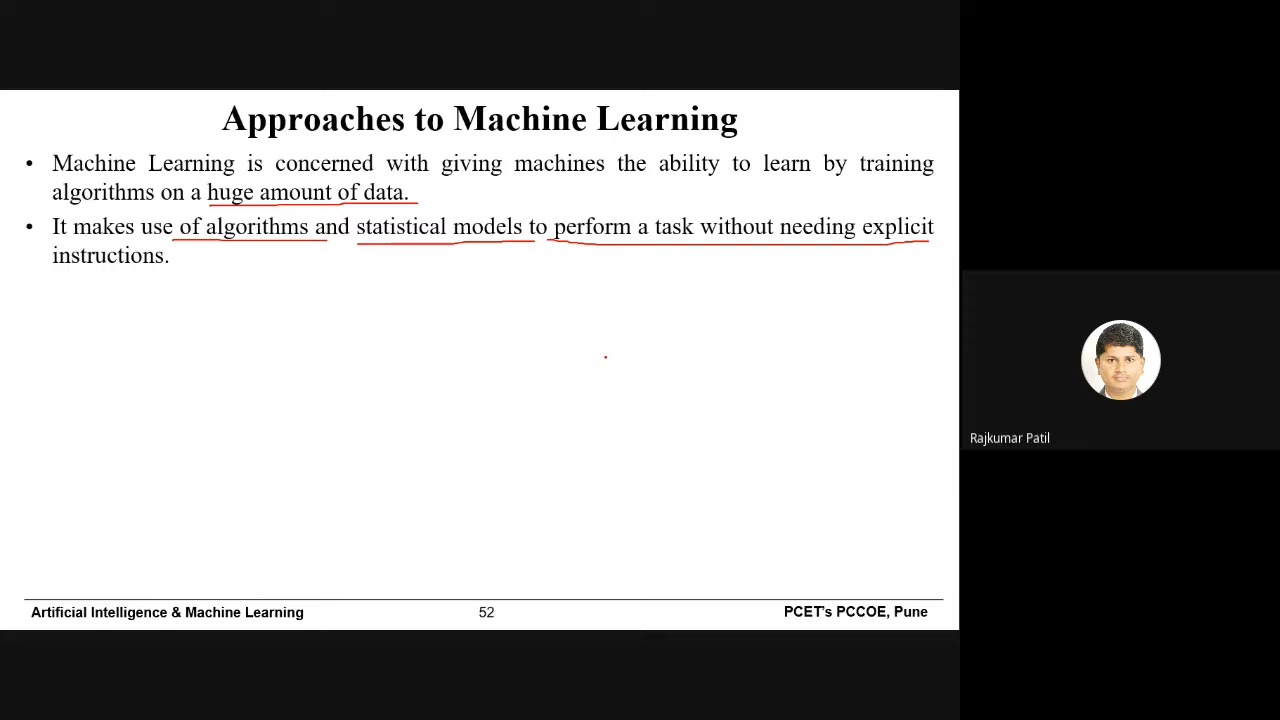 Approaches to Machine Learning
• Machine Learning is concerned with giving machines the ability to learn by training
algorithms on a huge amount of data.
• It makes use of algorithms and statistical models to perform a task without needing explicit
instructions.
Rajkumar Patil
Artificial Intelligence & Machine Learning 52 PCET's PCCOE, Pune